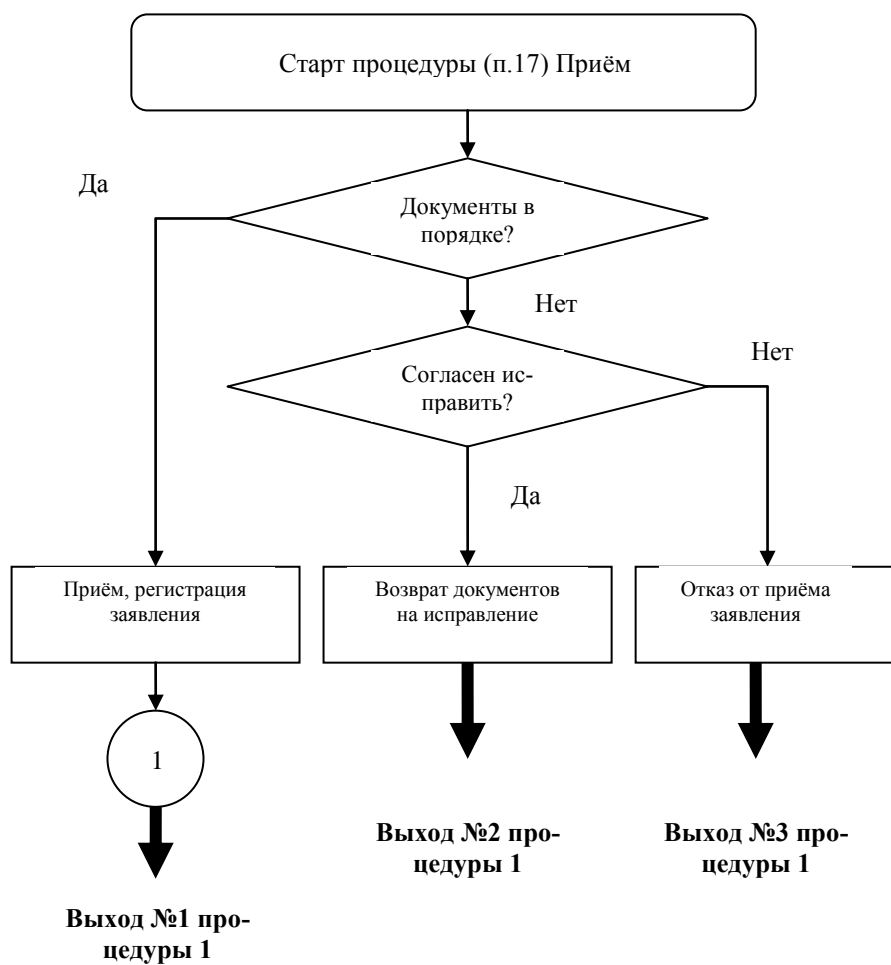 Старт процедуры (п.17) Приём
Да
Документы в
порядке?
Нет
Нет
Согласен ис-
править?
Да
Приём, регистрация
заявления
Возврат документов
на исправление
Отказ от приёма
заявления
1
Выход №2 про-
цедуры 1
Выход №3 про-
цедуры 1
Выход №1 про-
цедуры 1